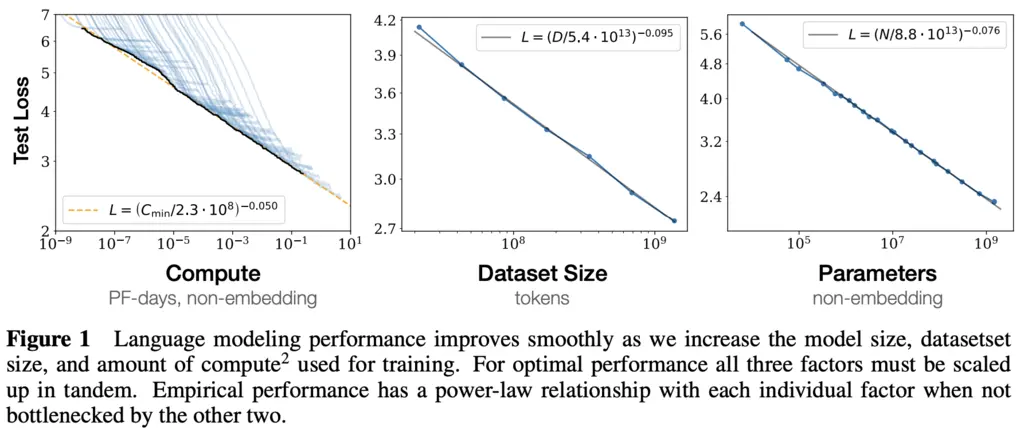 7
6
5
4
3
2
Test Loss
L = (C_min/2.3 · 10^8)^−0.050
10^−9 10^−7 10^−5 10^−3 10^−1 10^1
Compute
PF-days, non-embedding
4.2
3.9
3.6
3.3
3.0
2.7
L = (D/5.4 · 10^13)^−0.095
10^8 10^9
Dataset Size
tokens
5.6
4.8
4.0
3.2
2.4
L = (N/8.8 · 10^13)^−0.076
10^5 10^7 10^9
Parameters
non-embedding
Figure 1 Language modeling performance improves smoothly as we increase the model size, datasetset
size, and amount of compute² used for training. For optimal performance all three factors must be scaled
up in tandem. Empirical performance has a power-law relationship with each individual factor when not
bottlenecked by the other two.